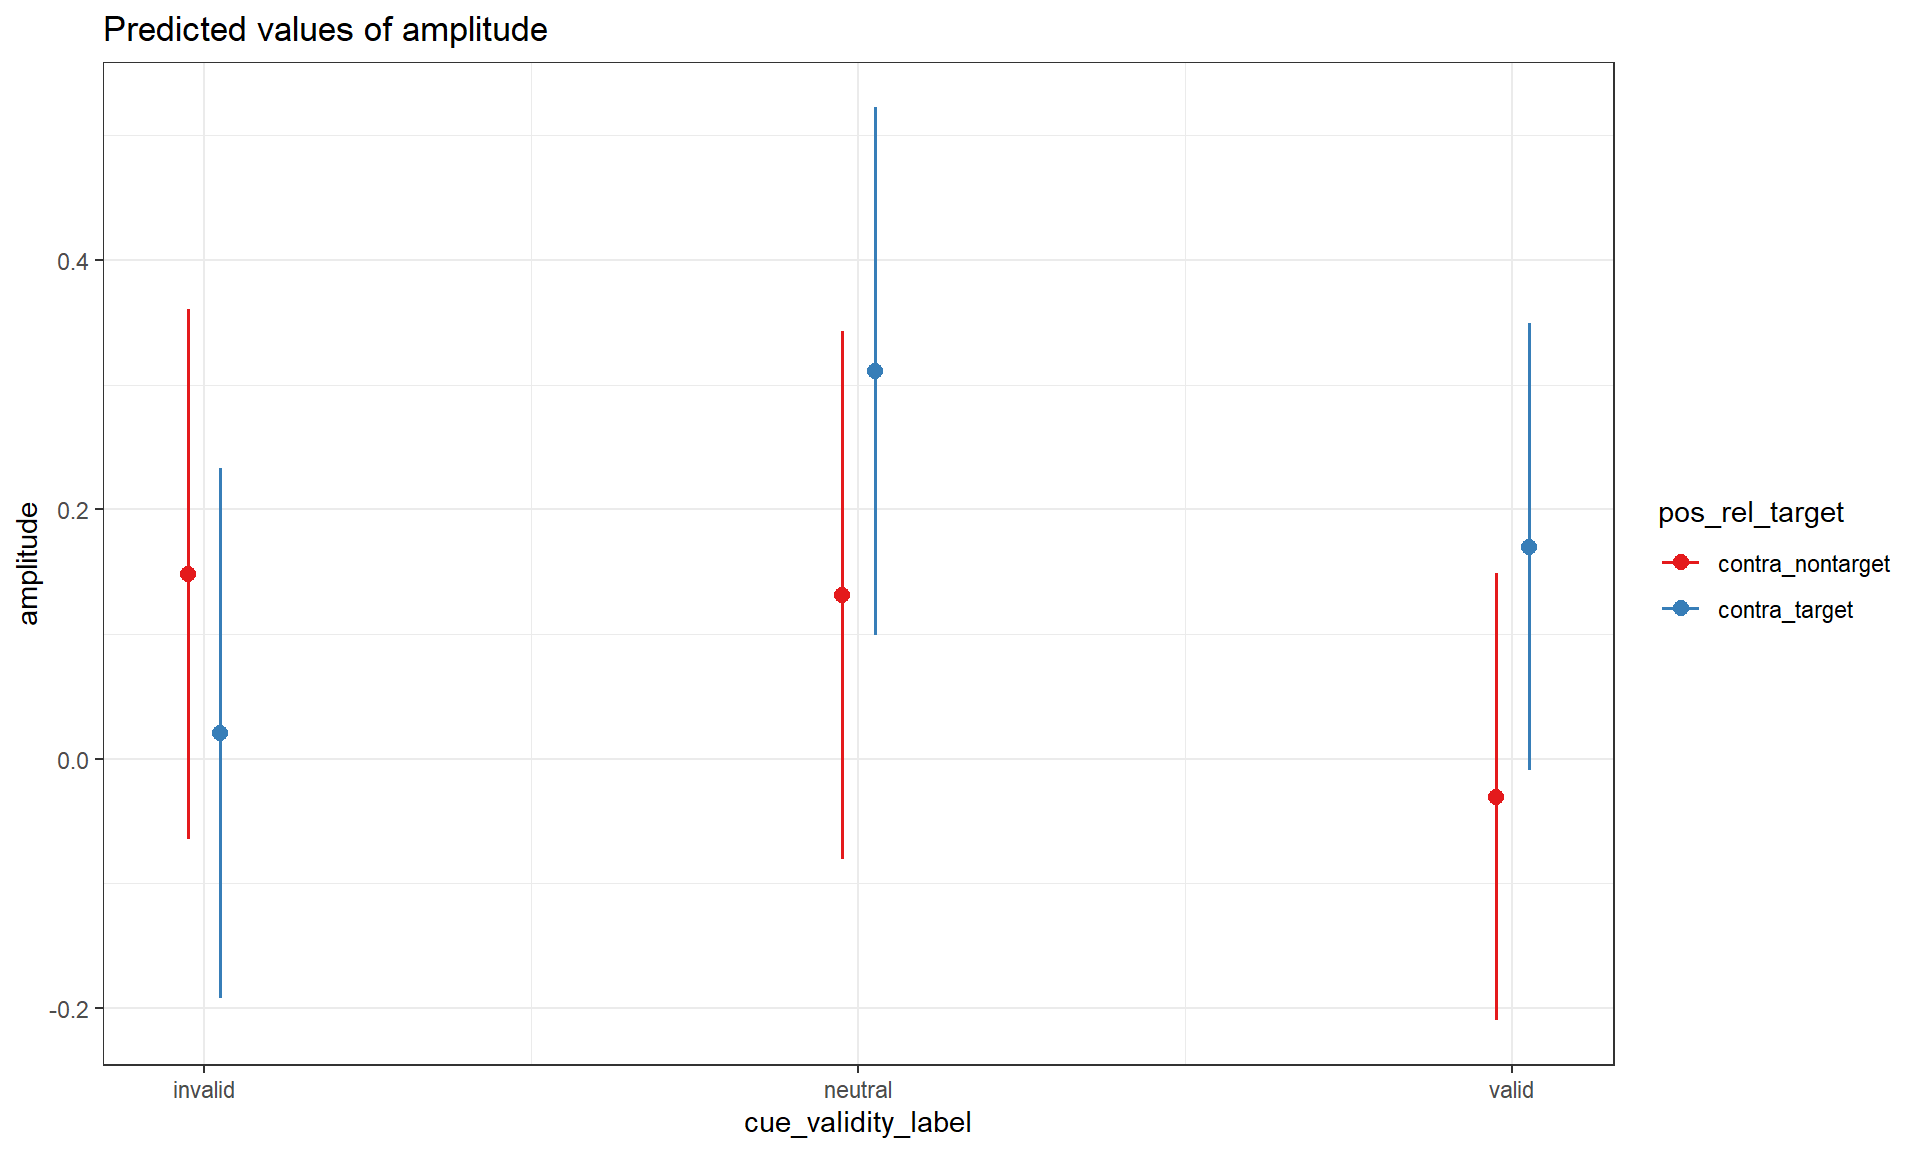 Predicted values of amplitude
amplitude
0.4
0.2
0.0
-0.2
invalid
neutral
valid
cue_validity_label
pos_rel_target
contra_nontarget
contra_target